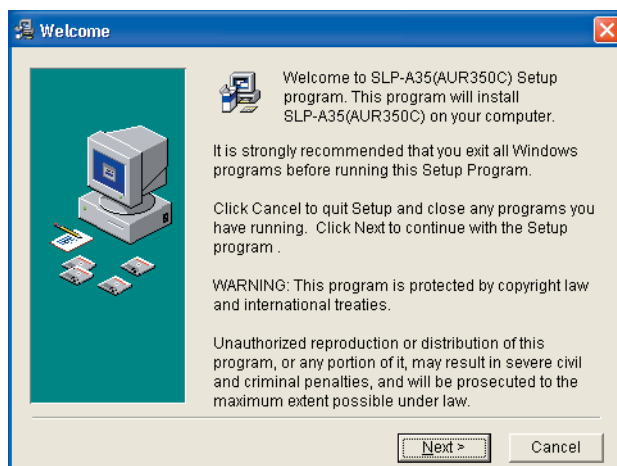 Welcome
Welcome to SLP-A35(AUR350C) Setup
program. This program will install
SLP-A35(AUR350C) on your computer.
It is strongly recommended that you exit all Windows
programs before running this Setup Program.
Click Cancel to quit Setup and close any programs you
have running.  Click Next to continue with the Setup
program .
WARNING: This program is protected by copyright law
and international treaties.
Unauthorized reproduction or distribution of this
program, or any portion of it, may result in severe civil
and criminal penalties, and will be prosecuted to the
maximum extent possible under law.
Next >
Cancel